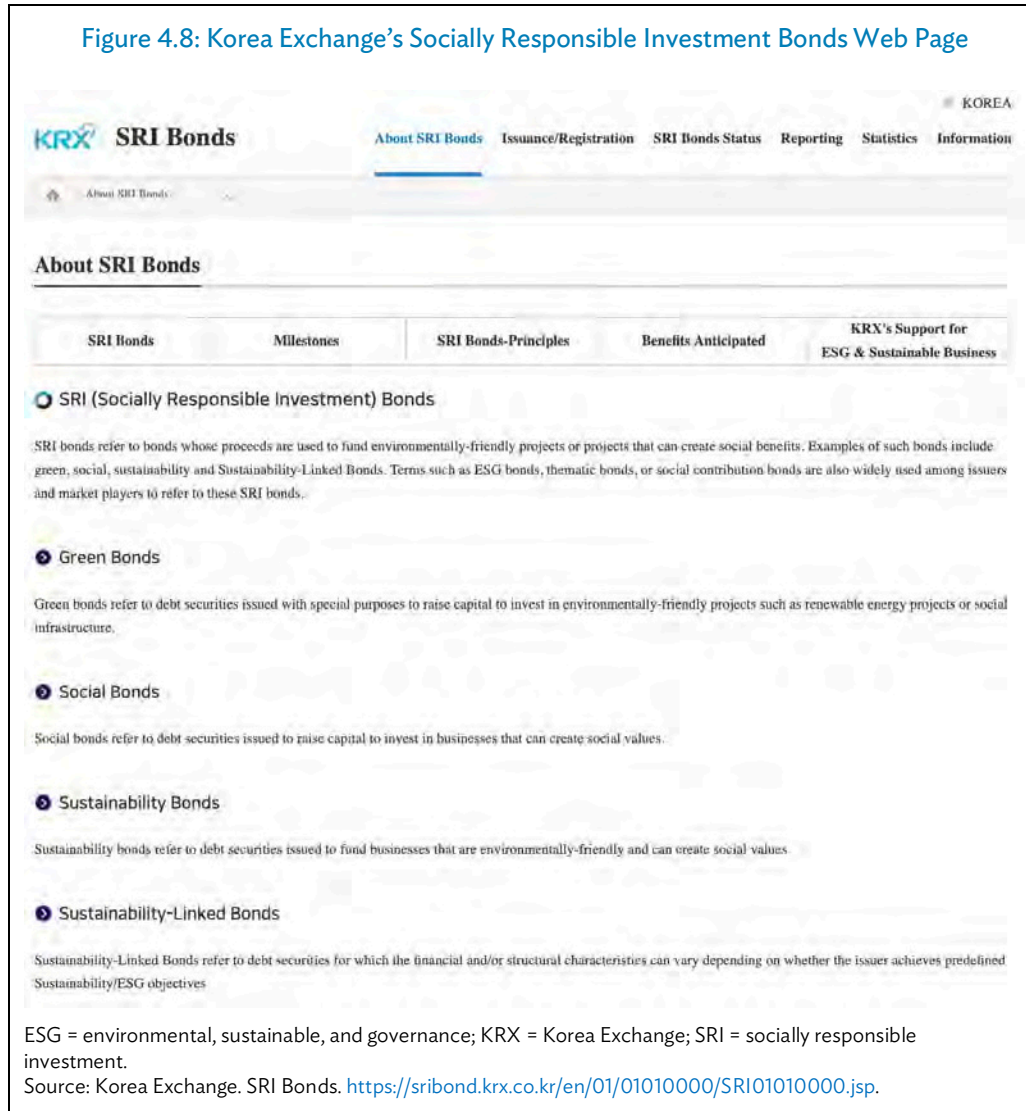 Figure 4.8: Korea Exchange's Socially Responsible Investment Bonds Web Page
KOREA
KRX SRI Bonds
About SRI Bonds Issuance/Registration SRI Bonds Status Reporting Statistics Information
About SRI Bonds
About SRI Bonds
SRI Bonds Milestones SRI Bonds-Principles Benefits Anticipated KRX's Support for
ESG & Sustainable Business
SRI (Socially Responsible Investment) Bonds
SRI bonds refer to bonds whose proceeds are used to fund environmentally-friendly projects or projects that can create social benefits. Examples of such bonds include
green, social, sustainability and Sustainability-Linked Bonds. Terms such as ESG bonds, thematic bonds, or social contribution bonds are also widely used among issuers
and market players to refer to these SRI bonds.
Green Bonds
Green bonds refer to debt securities issued with special purposes to raise capital to invest in environmentally-friendly projects such as renewable energy projects or social
infrastructure.
Social Bonds
Social bonds refer to debt securities issued to raise capital to invest in businesses that can create social values.
Sustainability Bonds
Sustainability bonds refer to debt securities issued to fund businesses that are environmentally-friendly and can create social values
Sustainability-Linked Bonds
Sustainability-Linked Bonds refer to debt securities for which the financial and/or structural characteristics can vary depending on whether the issuer achieves predefined
Sustainability/ESG objectives
ESG = environmental, sustainable, and governance; KRX = Korea Exchange; SRI = socially responsible
investment.
Source: Korea Exchange. SRI Bonds. https://sribond.krx.co.kr/en/01/01010000/SRI01010000.jsp.